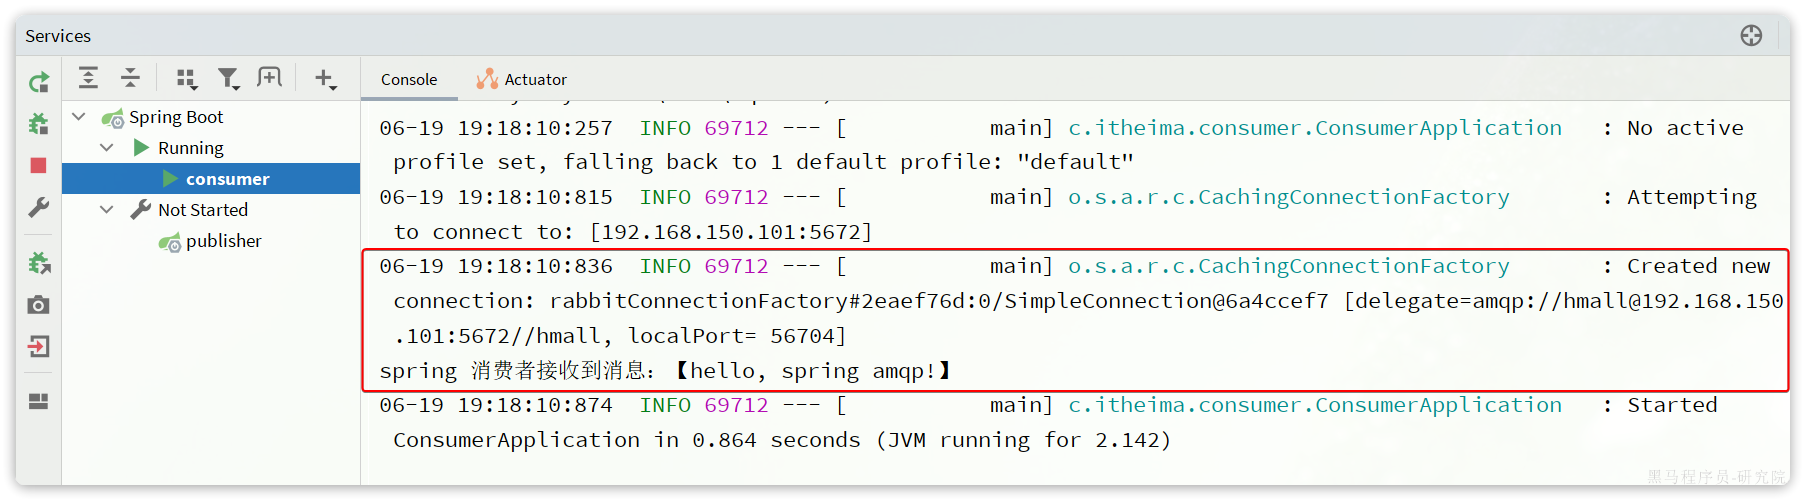 Services
Console
Actuator
Spring Boot
Running
consumer
Not Started
publisher
06-19 19:18:10:257  INFO 69712 --- [           main] c.itheima.consumer.ConsumerApplication   : No active
profile set, falling back to 1 default profile: "default"
06-19 19:18:10:815  INFO 69712 --- [           main] o.s.a.r.c.CachingConnectionFactory       : Attempting
to connect to: [192.168.150.101:5672]
06-19 19:18:10:836  INFO 69712 --- [           main] o.s.a.r.c.CachingConnectionFactory       : Created new
connection: rabbitConnectionFactory#2eaef76d:0/SimpleConnection@6a4ccef7 [delegate=amqp://hmall@192.168.150
.101:5672//hmall, localPort= 56704]
spring 消费者接收到消息：【hello, spring amqp!】
06-19 19:18:10:874  INFO 69712 --- [           main] c.itheima.consumer.ConsumerApplication   : Started
ConsumerApplication in 0.864 seconds (JVM running for 2.142)
黑马程序员-研究院